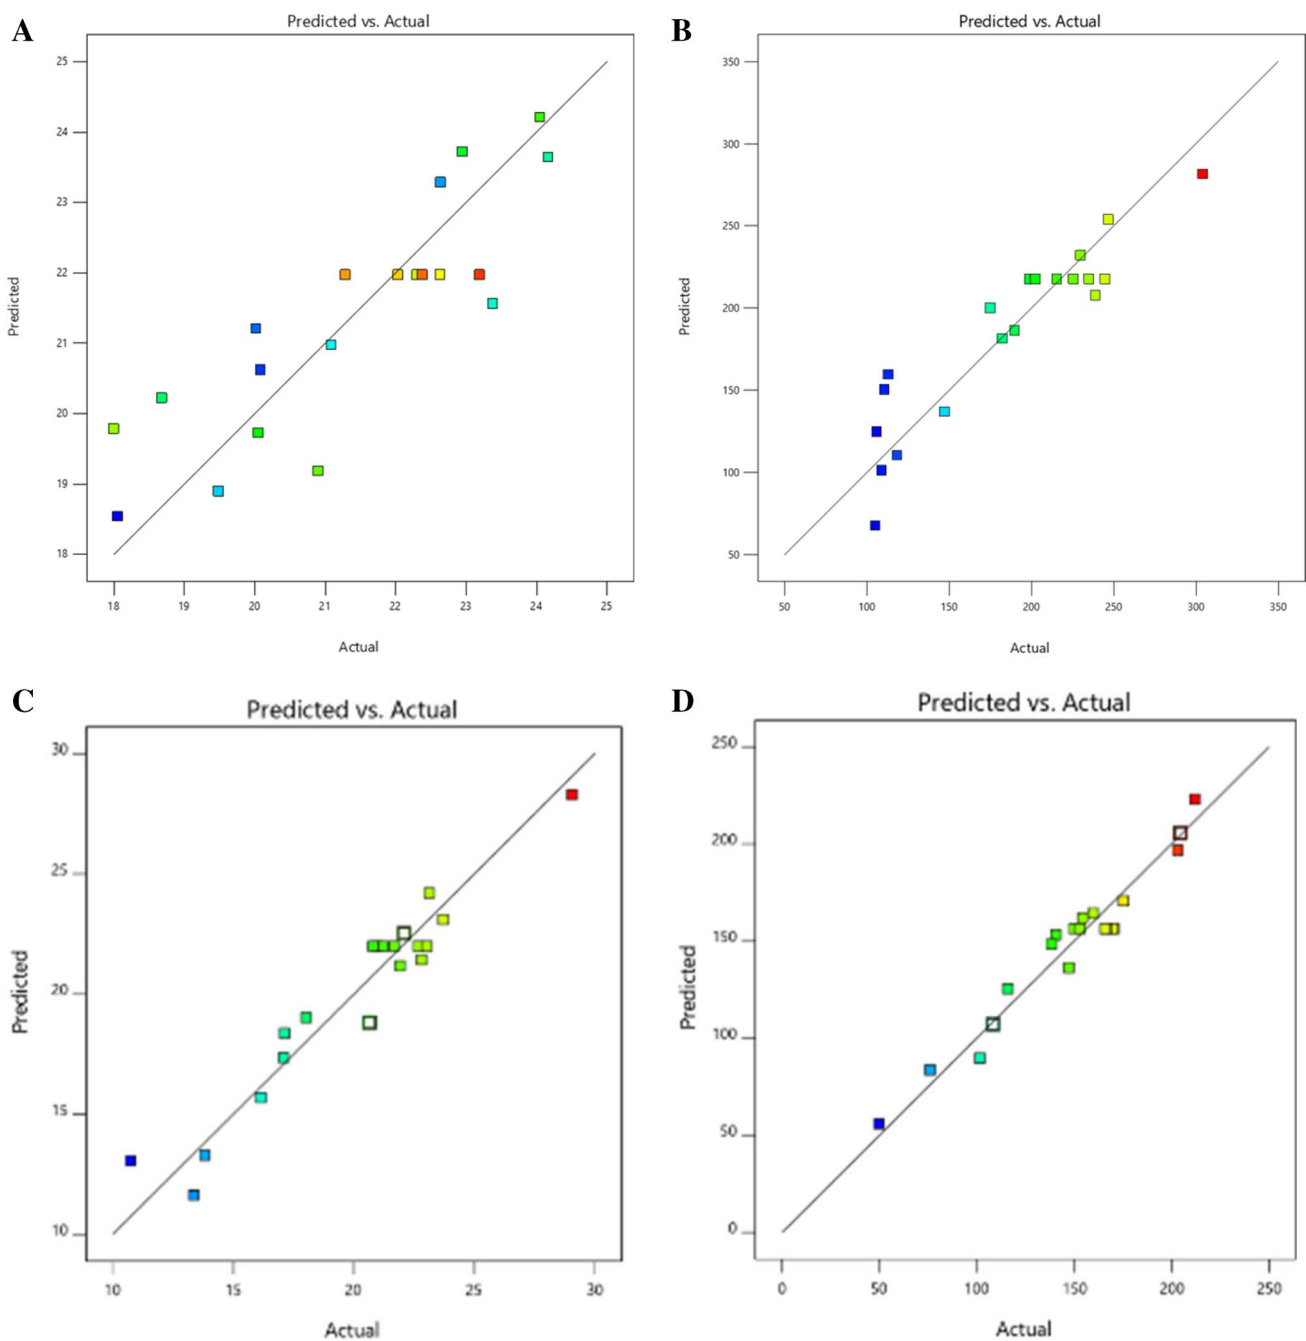 A
Predicted vs. Actual
25
24
23
22
21
20
19
18
Predicted
18 19 20 21 22 23 24 25
Actual
B
Predicted vs. Actual
350
300
250
200
150
100
50
Predicted
50 100 150 200 250 300 350
Actual
C
Predicted vs. Actual
30
25
20
15
10
Predicted
10 15 20 25 30
Actual
D
Predicted vs. Actual
250
200
150
100
50
0
Predicted
0 50 100 150 200 250
Actual